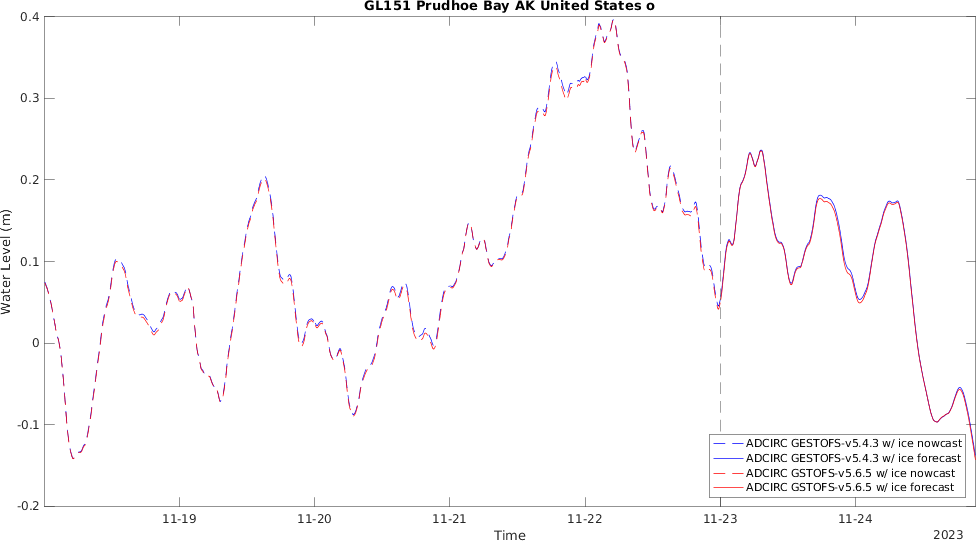 GL151 Prudhoe Bay AK United States o
0.4
0.3
0.2
0.1
0
-0.1
-0.2
Water Level (m)
11-19
11-20
11-21
11-22
11-23
11-24
Time
2023
ADCIRC GESTOFS-v5.4.3 w/ ice nowcast
ADCIRC GESTOFS-v5.4.3 w/ ice forecast
ADCIRC GSTOFS-v5.6.5 w/ ice nowcast
ADCIRC GSTOFS-v5.6.5 w/ ice forecast